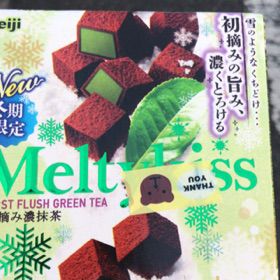 meiji
New
冬期
限定
雪のようなくちどけ…
初摘みの旨み、
濃くとろける
Meltykiss
FIRST FLUSH GREEN TEA
初摘み濃抹茶
THANK
YOU